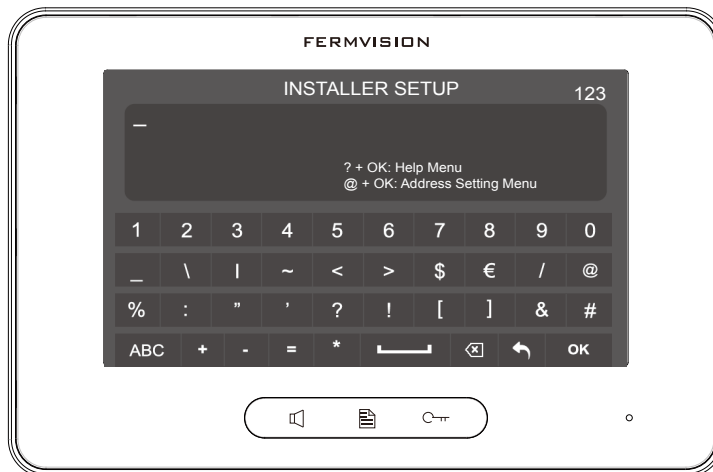 FERMVISION
INSTALLER SETUP
123
_
? + OK: Help Menu
@ + OK: Address Setting Menu
1 2 3 4 5 6 7 8 9 0
_ \ | ~ < > $ € / @
% : ” ’ ? ! [ ] & #
ABC + - = * OK